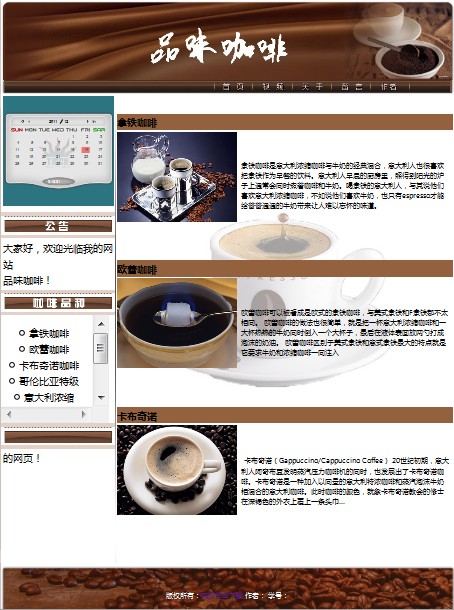 品味咖啡
首页 | 视频 | 关于 | 留言 | 作者
SUN MON TUE WED THU FRI SAT
公告
大家好，欢迎光临我的网
站
品味咖啡！
咖啡品种
拿铁咖啡
欧蕾咖啡
卡布奇诺咖啡
哥伦比亚特级
意大利浓缩
的网页！
拿铁咖啡
拿铁咖啡是意大利浓缩咖啡与牛奶的经典混合，意大利人也很喜欢
把拿铁作为早餐的饮料。意大利人早晨的厨房里，照得到阳光的炉
子上通常会同时煮着咖啡和牛奶。喝拿铁的意大利人，与其说他们
喜欢意大利浓缩咖啡，不如说他们喜欢牛奶，也只有espresso才能
给普普通通的牛奶带来让人难以忘怀的味道。
欧蕾咖啡
欧蕾咖啡可以被看成是欧式的拿铁咖啡，与美式拿铁和
相同。欧蕾咖啡的做法也很简单，就是把一杯意大利浓缩咖啡和一
大杯热热的牛奶同时倒入一个大杯子，最后在液体表面放两勺打成
泡沫的奶油。欧蕾咖啡区别于美式拿铁和意式拿铁最大的特点就是
它要求牛奶和浓缩咖啡一同注入
卡布奇诺
卡布奇诺（Cappuccino/Cappuccino Coffee） 20世纪初期，意大
利人阿奇布夏发明蒸汽压力咖啡机的同时，也发展出了卡布奇诺咖
啡。卡布奇诺是一种加入以同量的意大利特浓咖啡和蒸汽泡沫牛奶
相混合的意大利咖啡。此时咖啡的颜色，就象卡布奇诺教会的修士
在深褐色的外衣上覆上一条头巾...
版权所有： 作者： 学号：